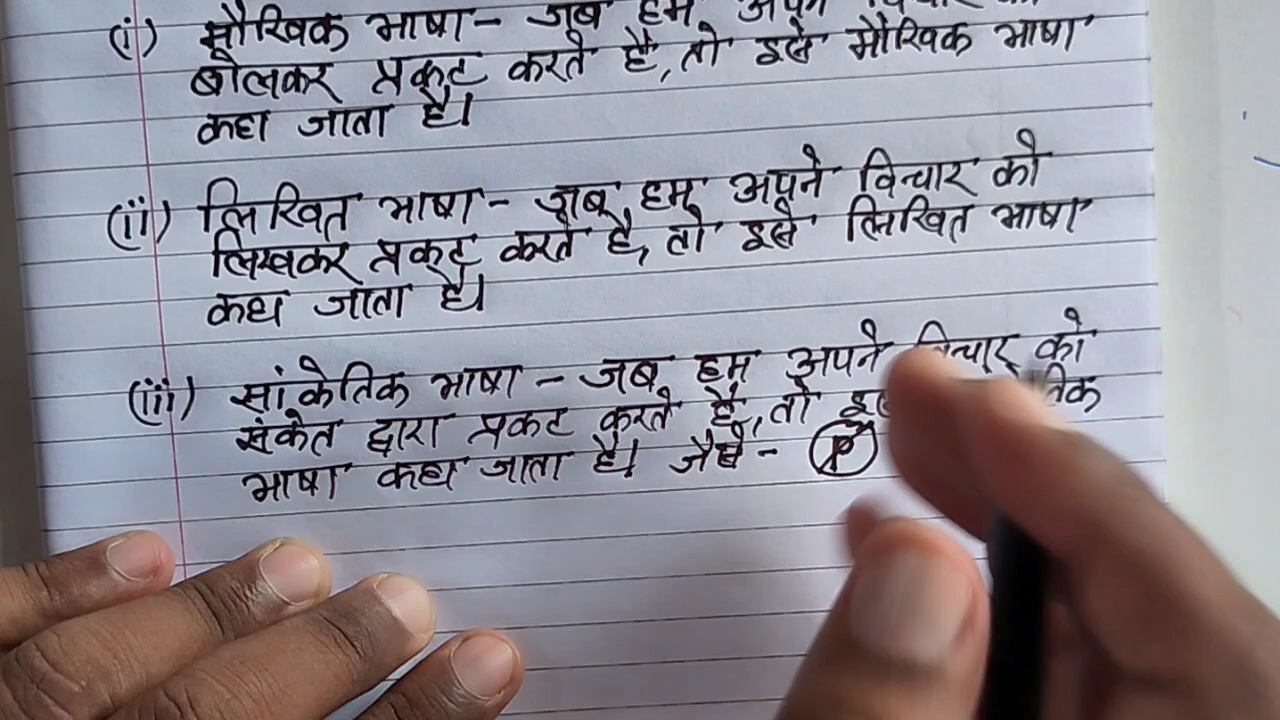 (i) मौखिक भाषा - जब हम
बोलकर प्रकट करते है, तो इसे मौखिक भाषा
कहा जाता है।
(ii) लिखित भाषा - जब हम अपने विचार को
लिखकर प्रकट करते है, तो इसे लिखित भाषा
कहा जाता है।
(iii) सांकेतिक भाषा - जब हम अपने विचार को
संकेत द्वारा प्रकट करते है, तो
भाषा कहा जाता है। जैसे - P